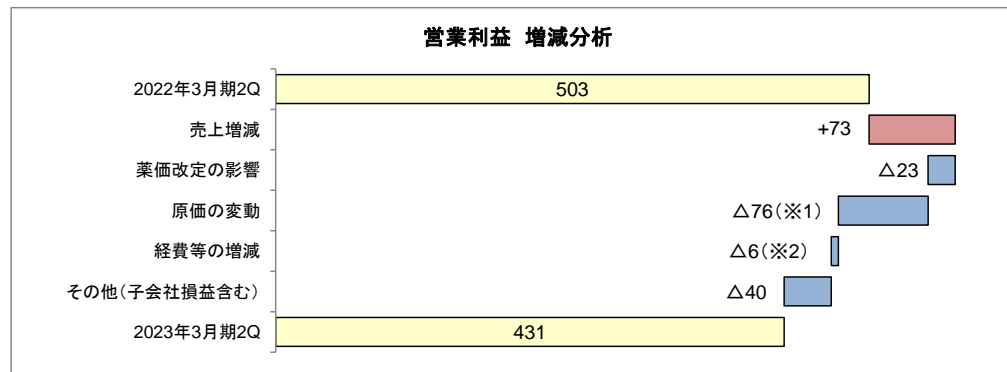 営業利益 増減分析
2022年3月期2Q 503
売上増減 +73
薬価改定の影響 △23
原価の変動 △76(※1)
経費等の増減 △6(※2)
その他(子会社損益含む) △40
2023年3月期2Q 431